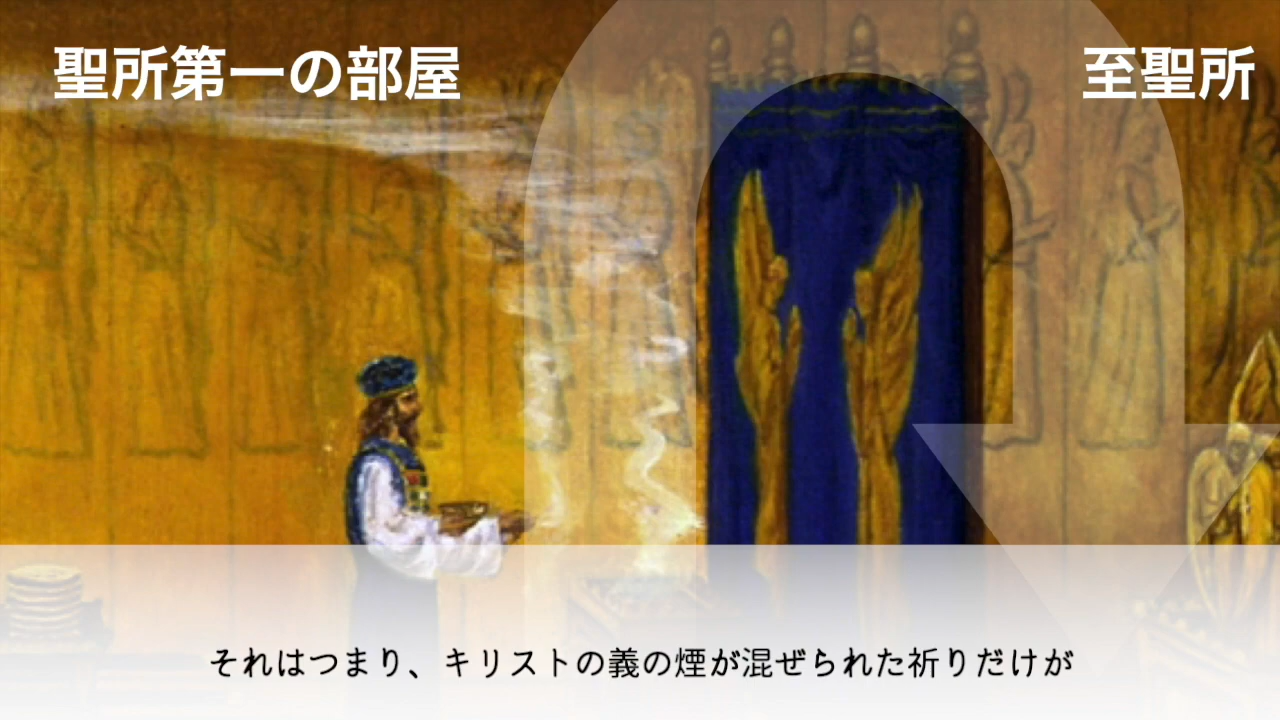 聖所第一の部屋
至聖所
それはつまり、キリストの義の煙が混ぜられた祈りだけが